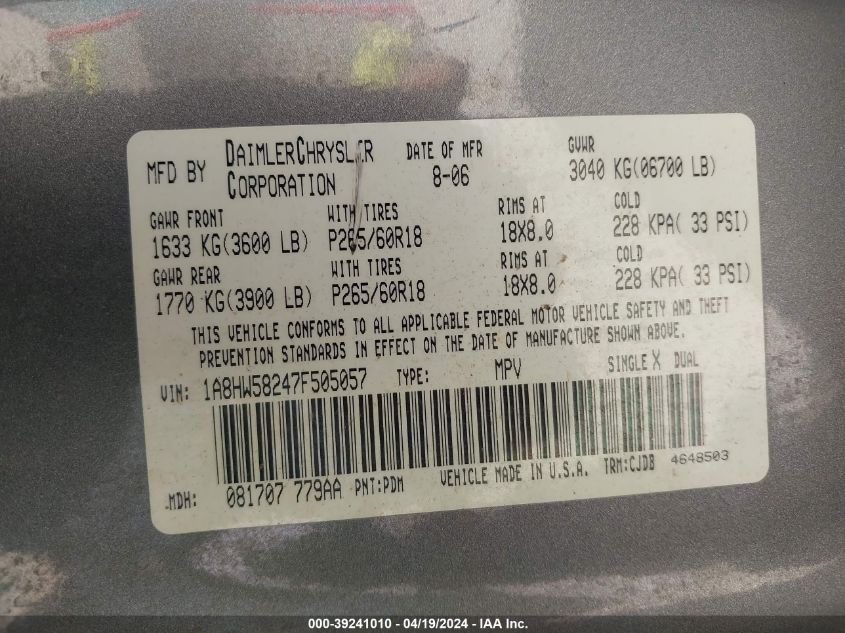 MFD BY DAIMLERCHRYSLER CORPORATION DATE OF MFR 8-06 GVWR 3040 KG(06700 LB)
GAWR FRONT WITH TIRES RIMS AT COLD
1633 KG(3600 LB) P265/60R18 18X8.0 228 KPA( 33 PSI)
GAWR REAR WITH TIRES RIMS AT COLD
1770 KG(3900 LB) P265/60R18 18X8.0 228 KPA( 33 PSI)
THIS VEHICLE CONFORMS TO ALL APPLICABLE FEDERAL MOTOR VEHICLE SAFETY AND THEFT
PREVENTION STANDARDS IN EFFECT ON THE DATE OF MANUFACTURE SHOWN ABOVE.
VIN: 1A8HW58247F505057 TYPE: MPV SINGLE X DUAL
MDH: 081707 779AA PNT:PDM VEHICLE MADE IN U.S.A. TRM:CJDB 4648503
000-39241010 - 04/19/2024 - IAA Inc.